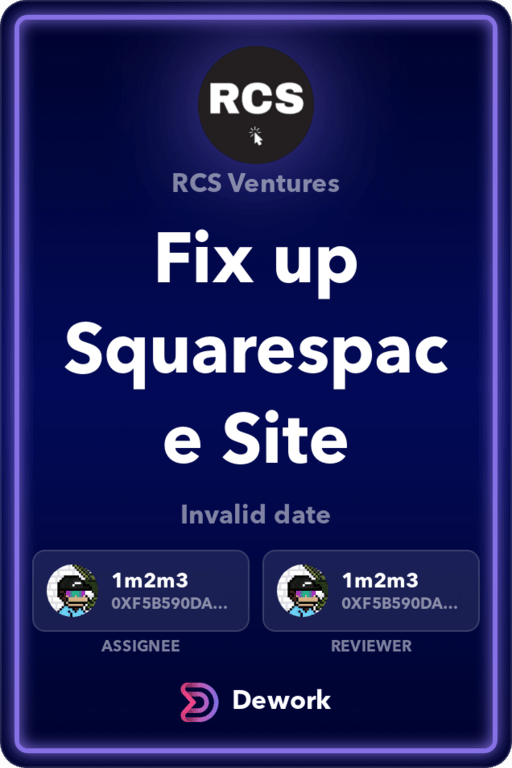 RCS
RCS Ventures
Fix up
Squarespac
e Site
Invalid date
1m2m3
0XF5B590DA...
ASSIGNEE
1m2m3
0XF5B590DA...
REVIEWER
Dework